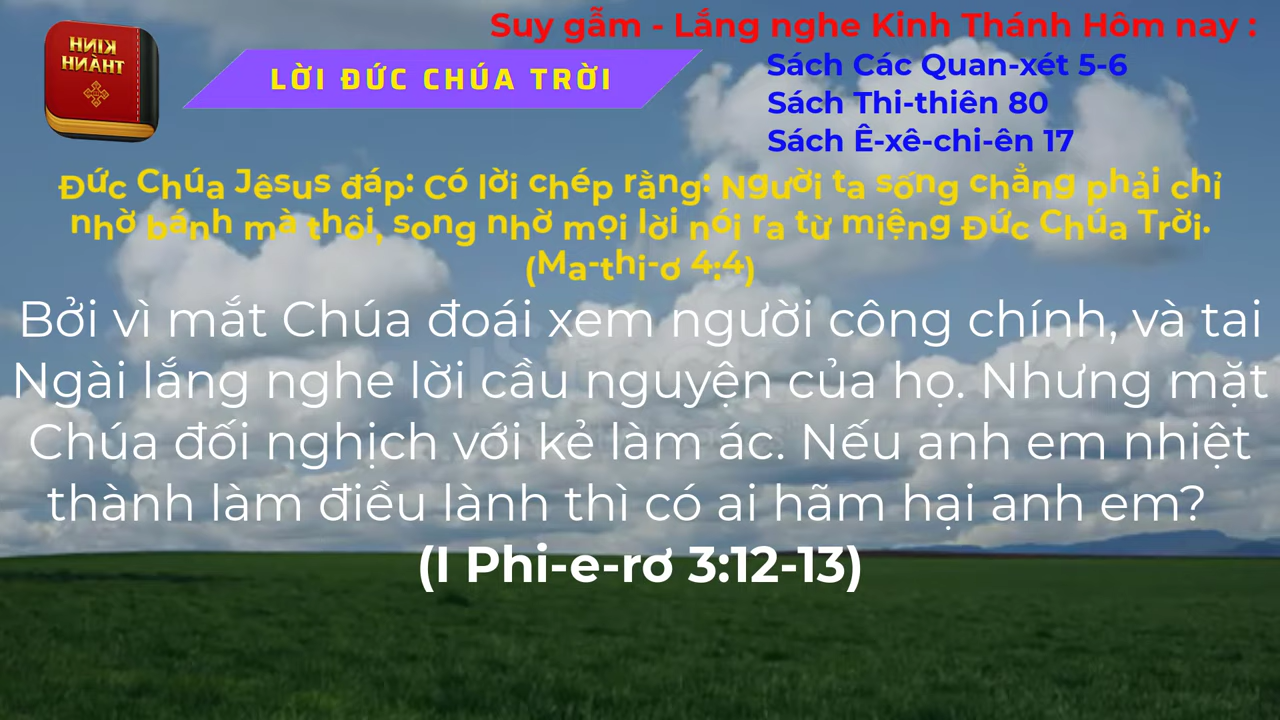 Suy gẫm - Lắng nghe Kinh Thánh Hôm nay :
KINH
THÀNH
LỜI ĐỨC CHÚA TRỜI
Sách Các Quan-xét 5-6
Sách Thi-thiên 80
Sách Ê-xê-chi-ên 17
Đức Chúa Jêsus đáp: Có lời chép rằng: Người ta sống chẳng phải chỉ
nhờ bánh mà thôi, song nhờ mọi lời nói ra từ miệng Đức Chúa Trời.
(Ma-thi-ơ 4:4)
Bởi vì mắt Chúa đoái xem người công chính, và tai
Ngài lắng nghe lời cầu nguyện của họ. Nhưng mặt
Chúa đối nghịch với kẻ làm ác. Nếu anh em nhiệt
thành làm điều lành thì có ai hãm hại anh em?
(I Phi-e-rơ 3:12-13)